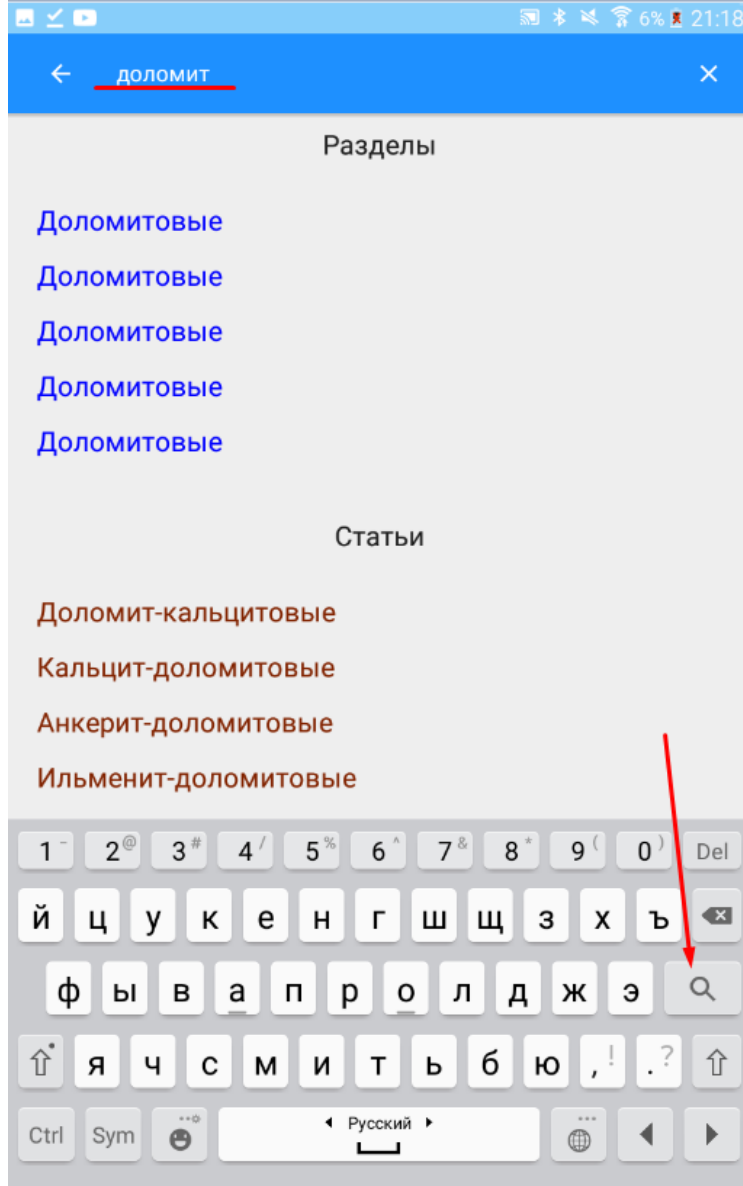 6% 21:18
доломит
Разделы
Доломитовые
Доломитовые
Доломитовые
Доломитовые
Доломитовые
Статьи
Доломит-кальцитовые
Кальцит-доломитовые
Анкерит-доломитовые
Ильменит-доломитовые
1 - 2 @ 3 # 4 / 5 % 6 ^ 7 & 8 * 9 ( 0 ) Del
й ц у к е н г ш щ з х ъ
ф ы в а п р о л д ж э
я ч с м и т ь б ю , ! . ?
Ctrl Sym Русский